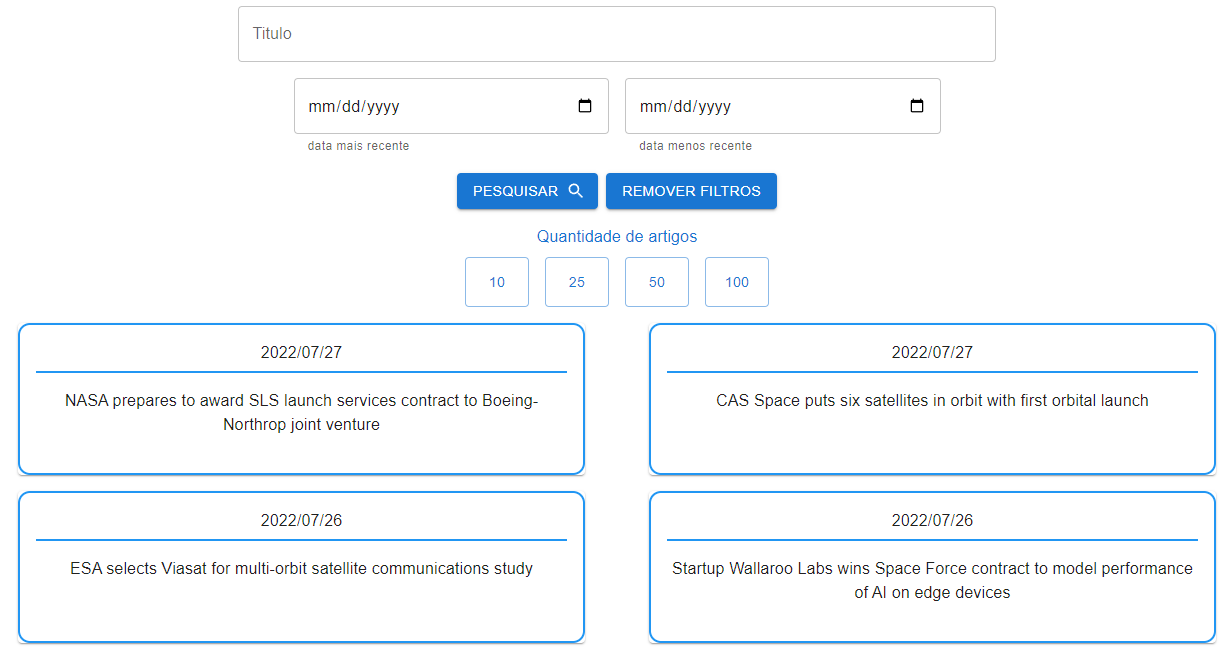 Titulo
mm/dd/yyyy mm/dd/yyyy
data mais recente data menos recente
PESQUISAR REMOVER FILTROS
Quantidade de artigos
10 25 50 100
2022/07/27
NASA prepares to award SLS launch services contract to Boeing-
Northrop joint venture
2022/07/27
CAS Space puts six satellites in orbit with first orbital launch
2022/07/26
ESA selects Viasat for multi-orbit satellite communications study
2022/07/26
Startup Wallaroo Labs wins Space Force contract to model performance
of AI on edge devices